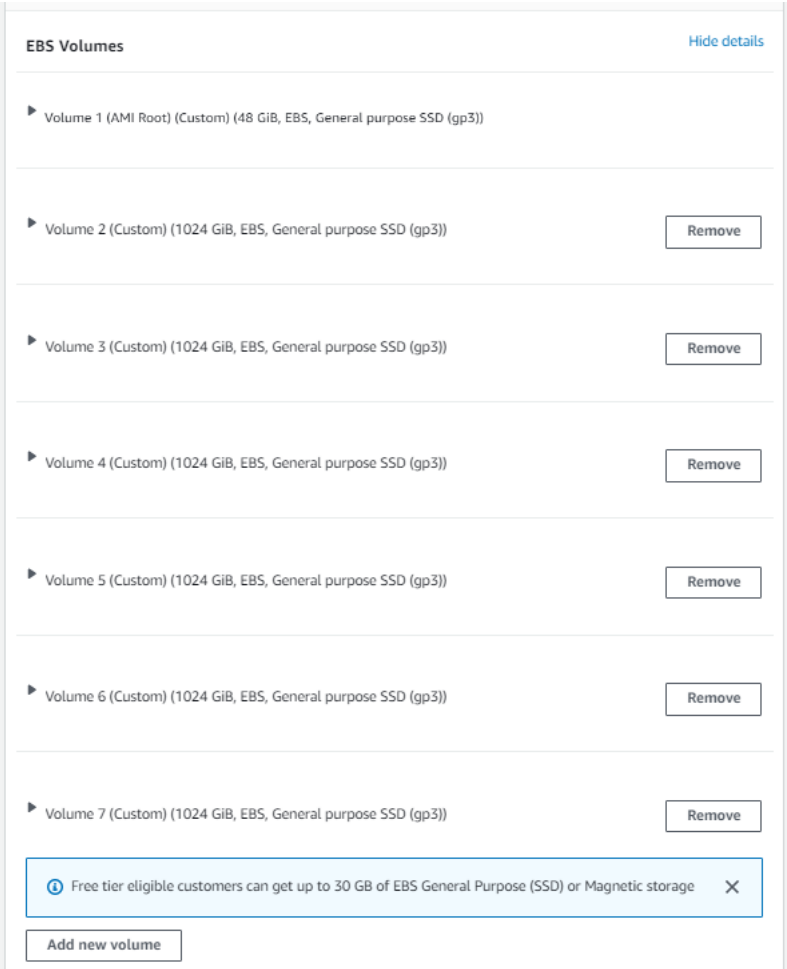 EBS Volumes
Hide details
Volume 1 (AMI Root) (Custom) (48 GiB, EBS, General purpose SSD (gp3))
Volume 2 (Custom) (1024 GiB, EBS, General purpose SSD (gp3))
Remove
Volume 3 (Custom) (1024 GiB, EBS, General purpose SSD (gp3))
Remove
Volume 4 (Custom) (1024 GiB, EBS, General purpose SSD (gp3))
Remove
Volume 5 (Custom) (1024 GiB, EBS, General purpose SSD (gp3))
Remove
Volume 6 (Custom) (1024 GiB, EBS, General purpose SSD (gp3))
Remove
Volume 7 (Custom) (1024 GiB, EBS, General purpose SSD (gp3))
Remove
Free tier eligible customers can get up to 30 GB of EBS General Purpose (SSD) or Magnetic storage
Add new volume